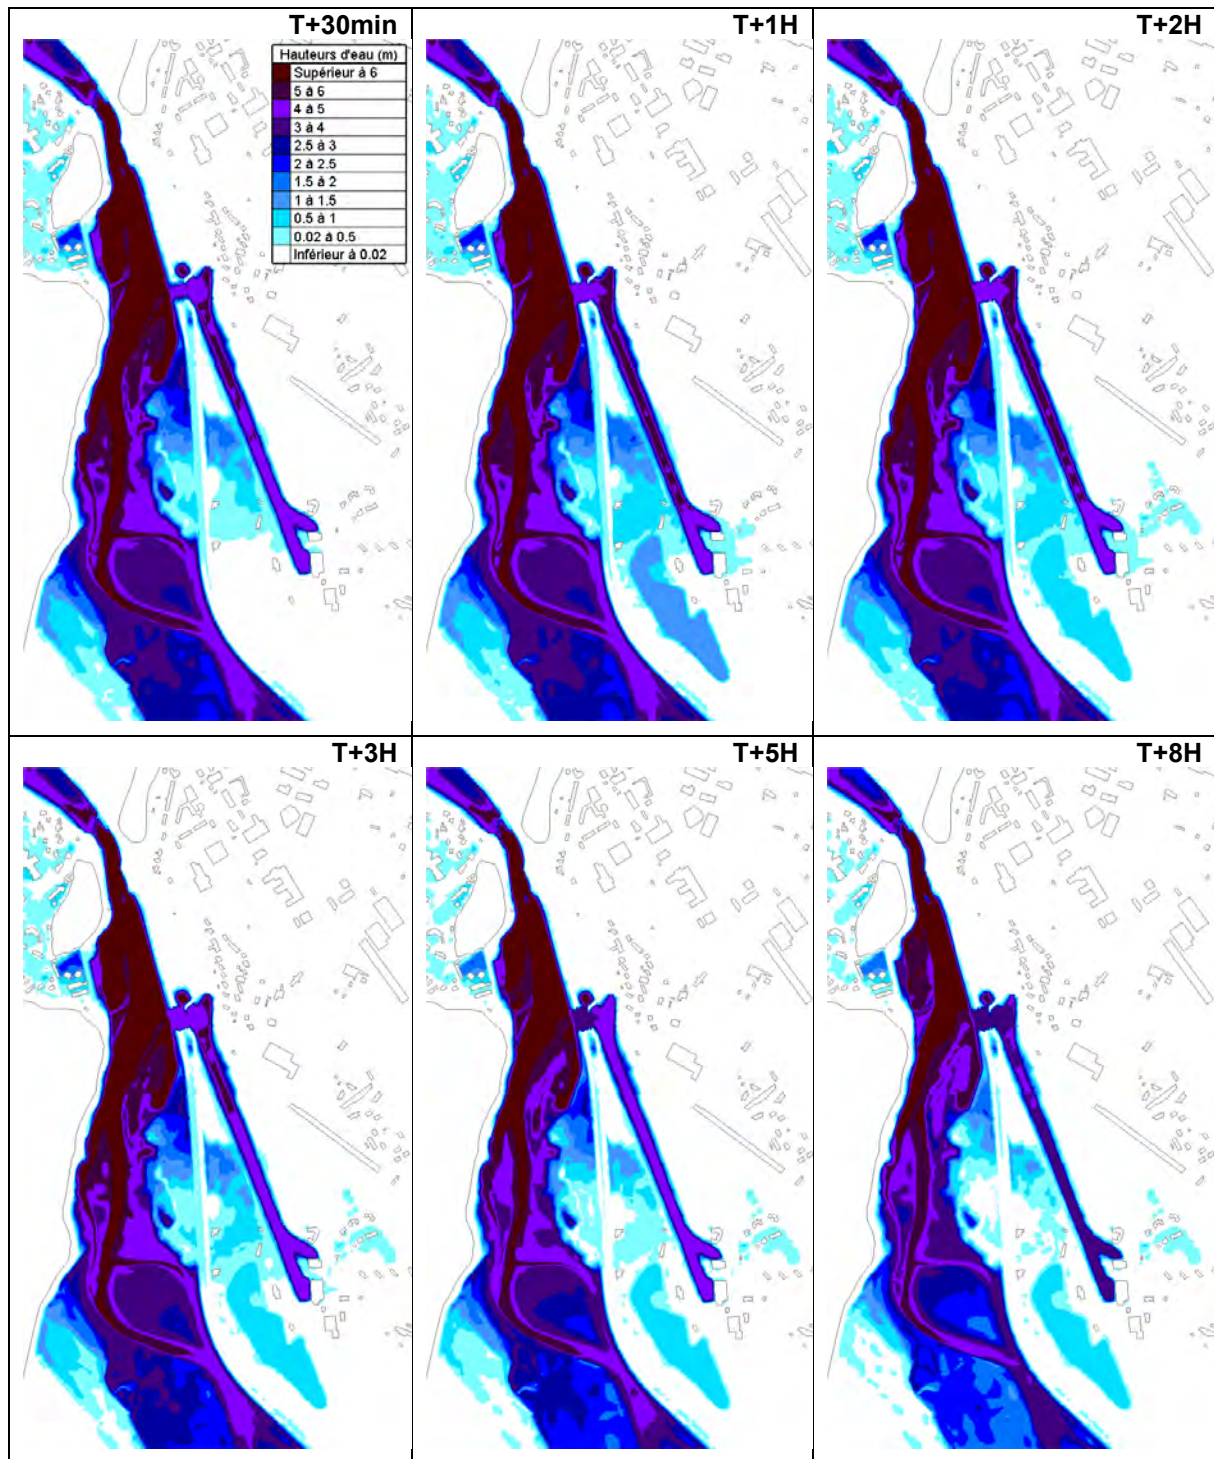 T+30min
T+1H
T+2H
Hauteurs d'eau (m)
Supérieur à 6
5 à 6
4 à 5
3 à 4
2.5 à 3
2 à 2.5
1.5 à 2
1 à 1.5
0.5 à 1
0.02 à 0.5
Inférieur à 0.02
T+3H
T+5H
T+8H